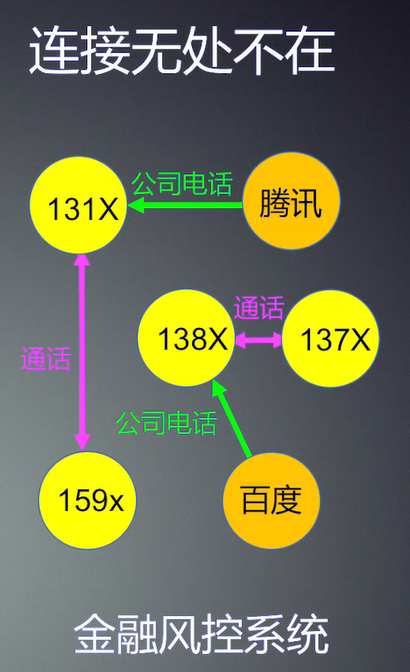 连接无处不在
公司电话
131X
腾讯
通话
138X
137X
通话
公司电话
159x
百度
金融风控系统